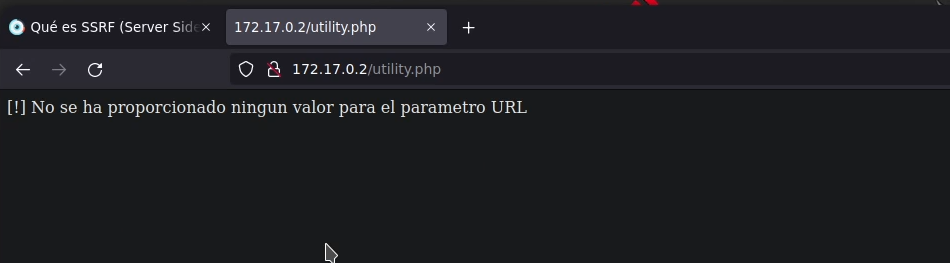 Qué es SSRF (Server Side
172.17.0.2/utility.php
172.17.0.2/utility.php
[!] No se ha proporcionado ningun valor para el parametro URL